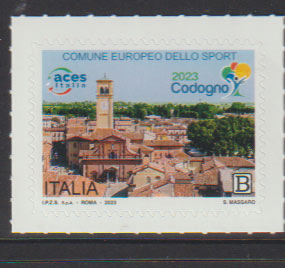 COMUNE EUROPEO DELLO SPORT
aces
italia
2023
Codogno
ITALIA
B
I.P.Z.S. S.p.A. - ROMA - 2023
S. MASSARO